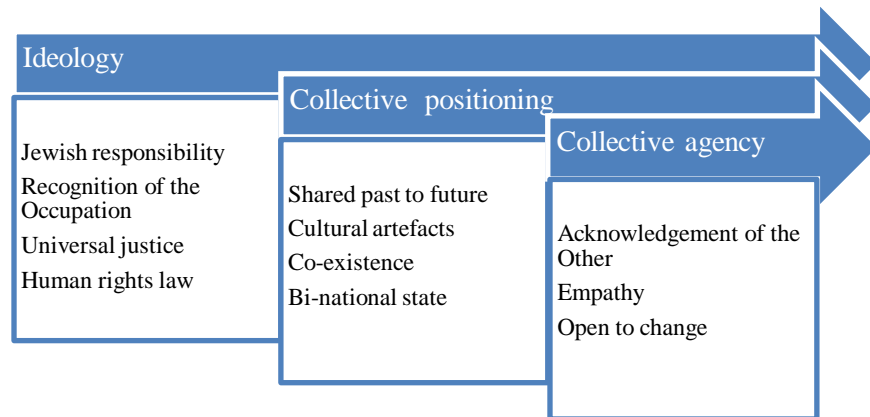 Ideology
Jewish responsibility
Recognition of the
Occupation
Universal justice
Human rights law
Collective positioning
Shared past to future
Cultural artefacts
Co-existence
Bi-national state
Collective agency
Acknowledgement of the
Other
Empathy
Open to change